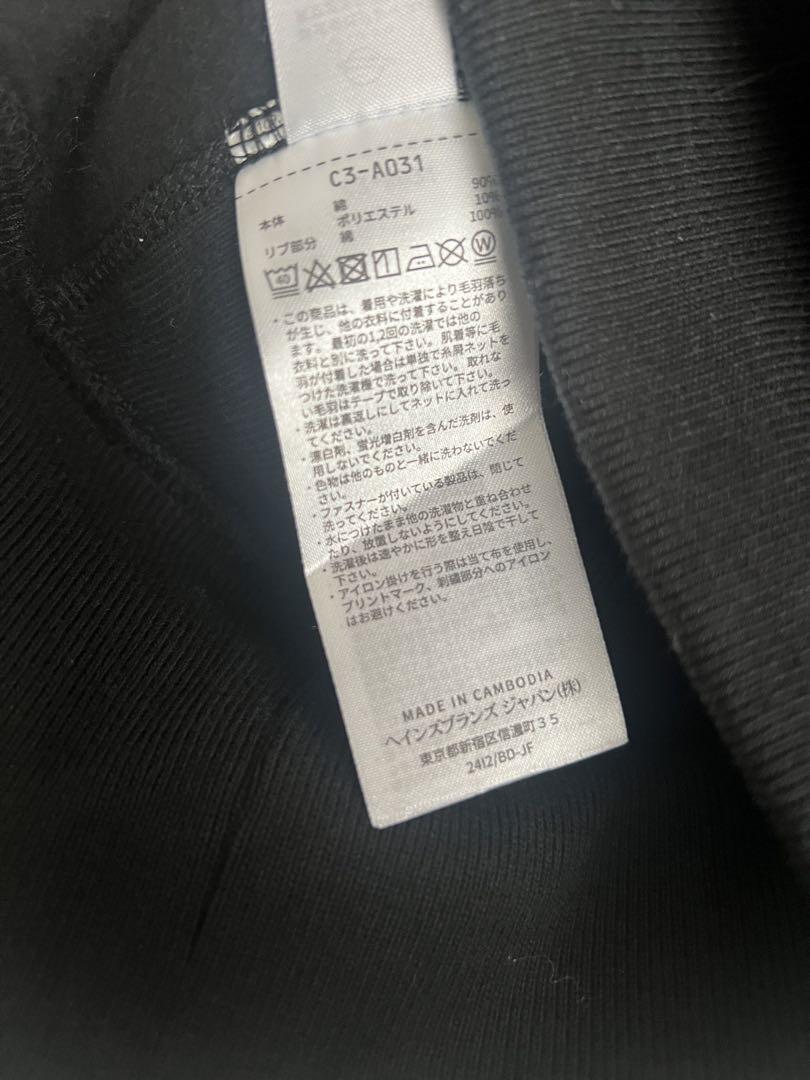 C3-A031
本体 綿 90%
ポリエステル 10%
リブ部分 綿 100%
40 W
・この商品は、着用や洗濯により毛羽落ち
が生じ、他の衣料に付着することがあり
ます。最初の1,2回の洗濯では他の
衣料と別に洗って下さい。肌着等に毛
羽が付着した場合は単独で糸屑ネットを
つけた洗濯機で洗って下さい。取れな
い毛羽はテープで取り除いて下さい。
・洗濯は裏返しにしてネットに入れて洗っ
てください。
・漂白剤、蛍光増白剤を含んだ洗剤は、使
用しないでください。
・色物は他のものと一緒に洗わないでくだ
さい。
・ファスナーが付いている製品は、閉じて
洗ってください。
・水につけたまま他の洗濯物と重ね合わせ
たり、放置しないようにしてください。
・洗濯後は速やかに形を整え日陰で干して
下さい。
・アイロン掛けを行う際は当て布を使用し、
プリントマーク、刺繍部分へのアイロン
はお避けください。
MADE IN CAMBODIA
ヘインズブランズ ジャパン(株)
東京都新宿区信濃町35
2412/BD-JF